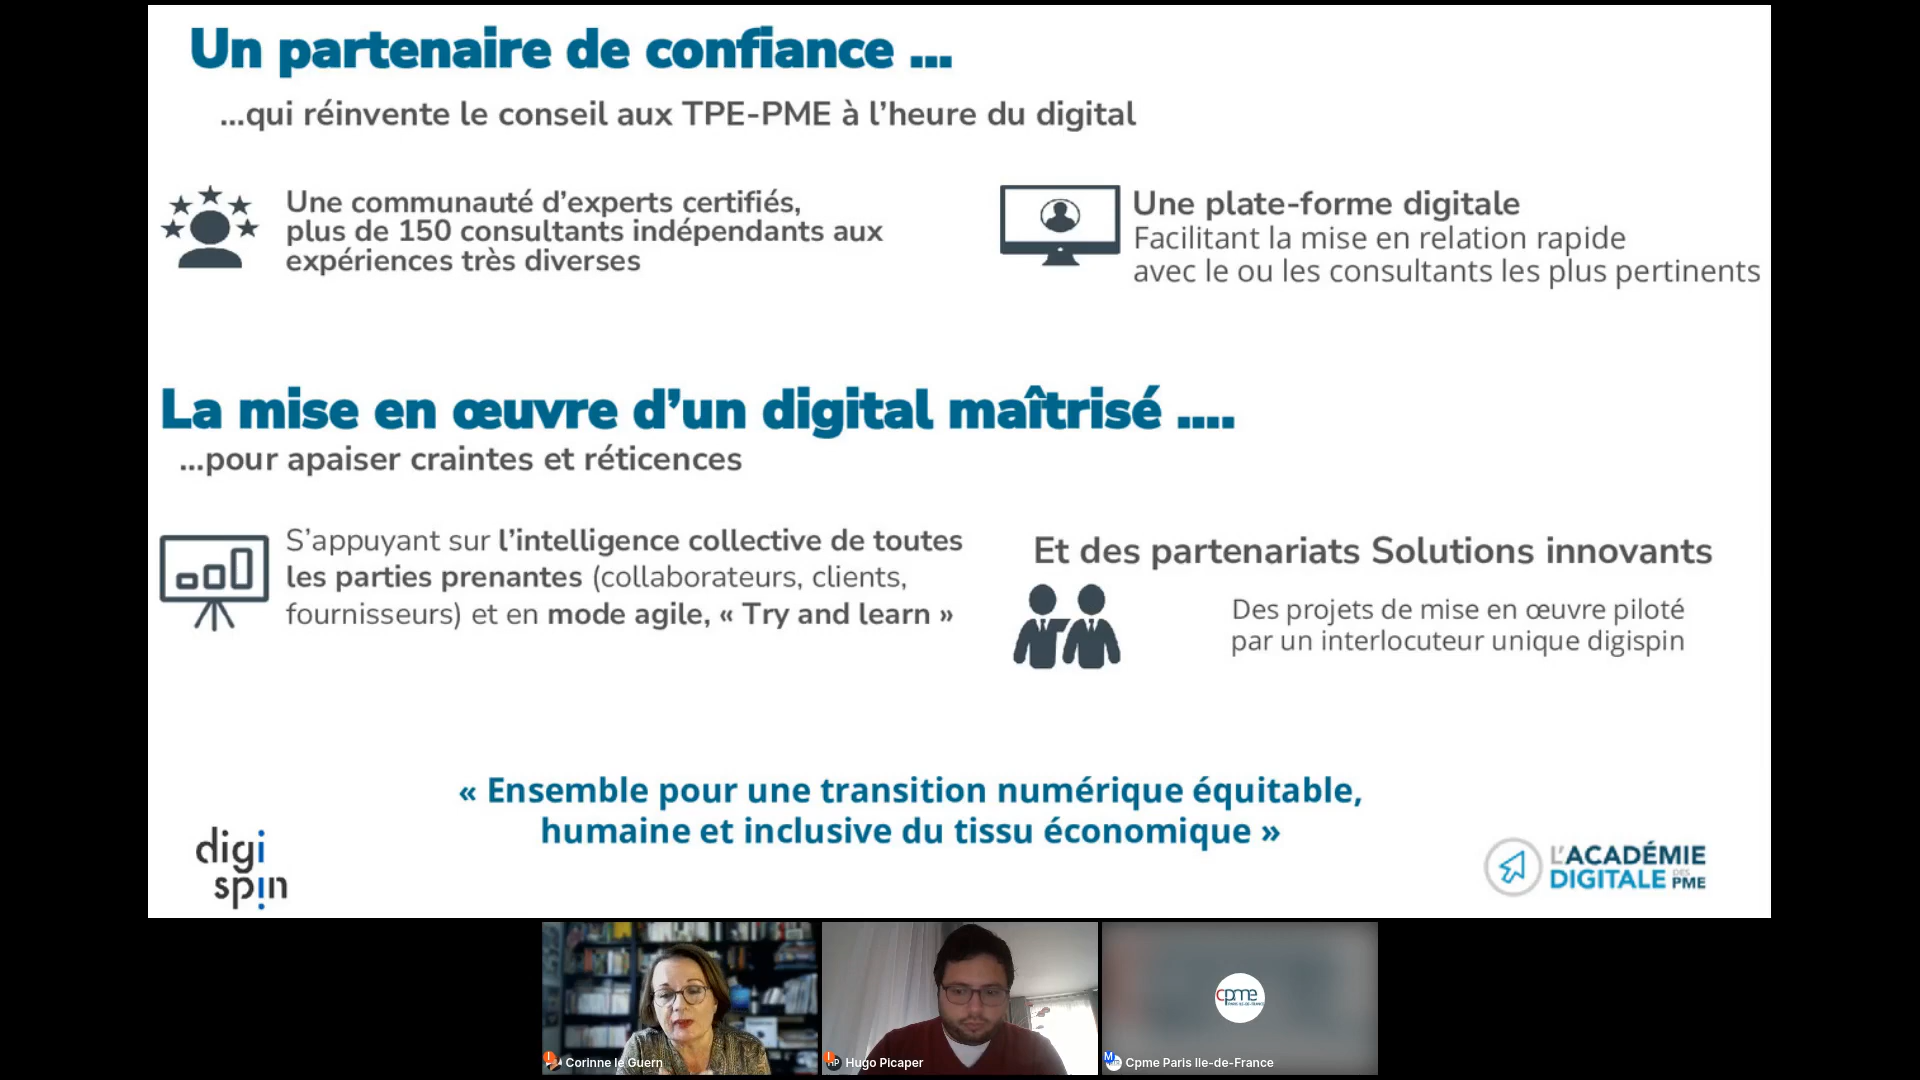 Un partenaire de confiance ...
...qui réinvente le conseil aux TPE-PME à l’heure du digital
Une communauté d’experts certifiés,
plus de 150 consultants indépendants aux
expériences très diverses
Une plate-forme digitale
Facilitant la mise en relation rapide
avec le ou les consultants les plus pertinents
La mise en œuvre d’un digital maîtrisé ....
...pour apaiser craintes et réticences
S’appuyant sur l’intelligence collective de toutes
les parties prenantes (collaborateurs, clients,
fournisseurs) et en mode agile, « Try and learn »
Et des partenariats Solutions innovants
Des projets de mise en œuvre piloté
par un interlocuteur unique digispin
« Ensemble pour une transition numérique équitable,
humaine et inclusive du tissu économique »
digi
spin
L’ACADÉMIE
DIGITALE DES PME
cpme
PARIS ILE-DE-FRANCE
Corinne le Guern
HP
Hugo Picaper
M
Cpme Paris Ile-de-France